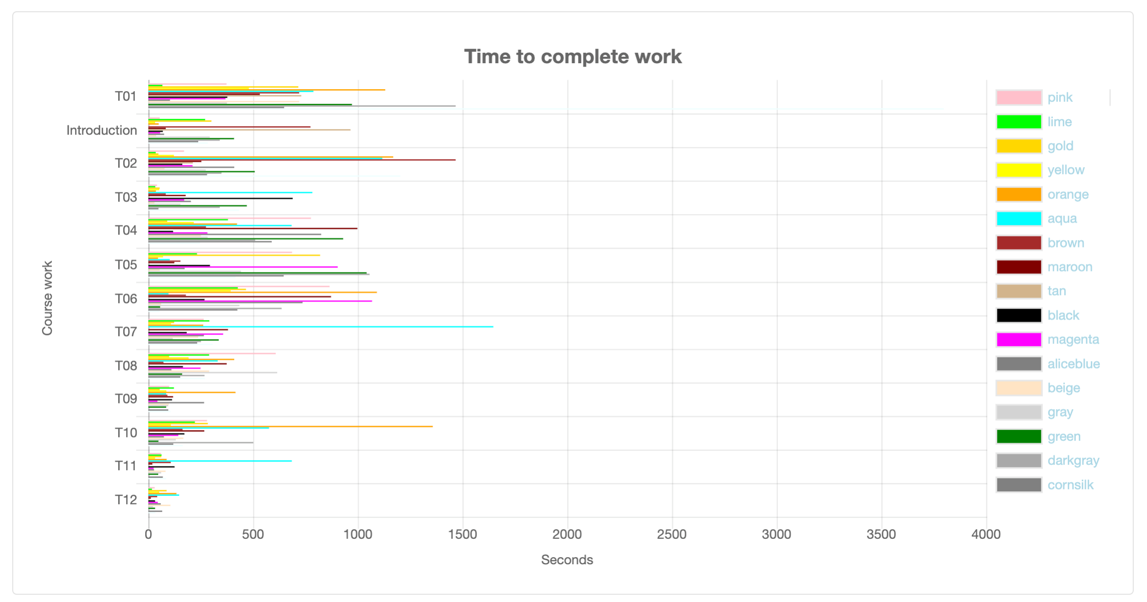 Time to complete work
Course work
T01
Introduction
T02
T03
T04
T05
T06
T07
T08
T09
T10
T11
T12
0 500 1000 1500 2000 2500 3000 3500 4000
Seconds
pink
lime
gold
yellow
orange
aqua
brown
maroon
tan
black
magenta
aliceblue
beige
gray
green
darkgray
cornsilk